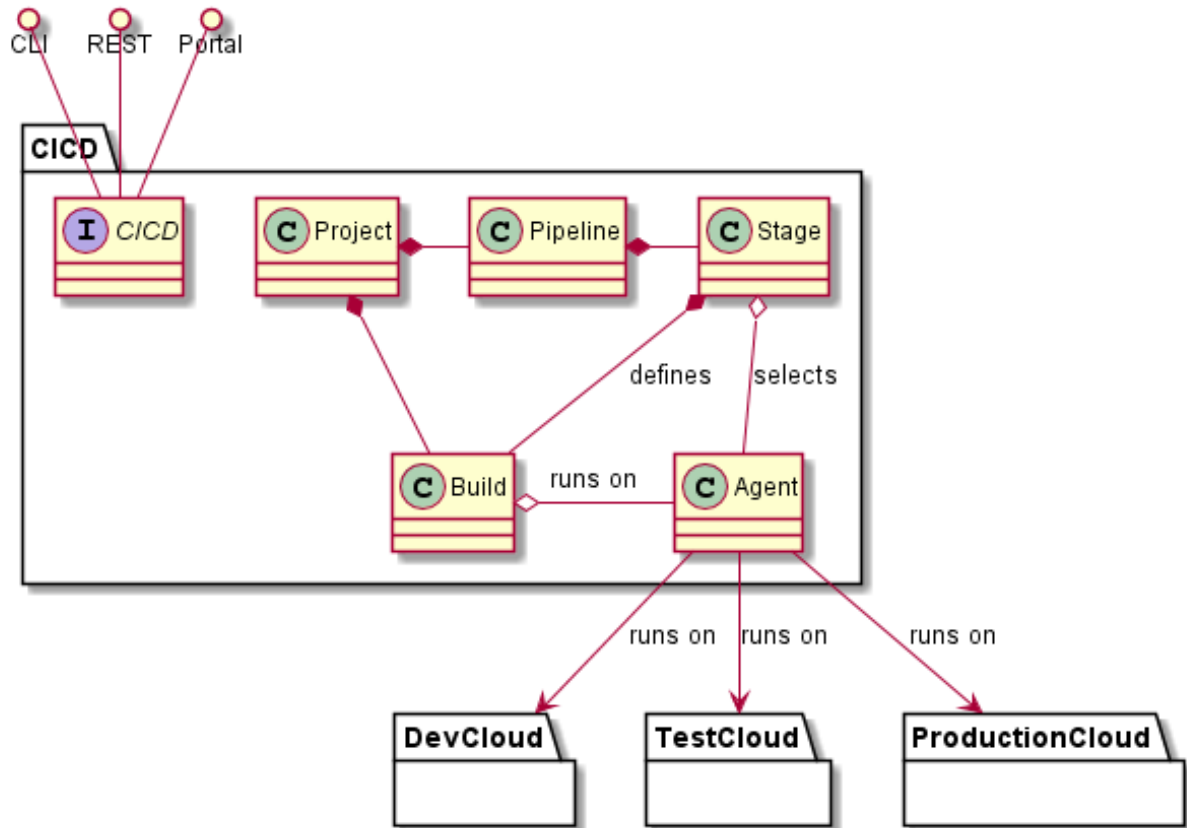 CLI
REST
Portal
CICD
I CICD
C Project
C Pipeline
C Stage
defines
selects
C Build
runs on
C Agent
runs on
runs on
runs on
DevCloud
TestCloud
ProductionCloud